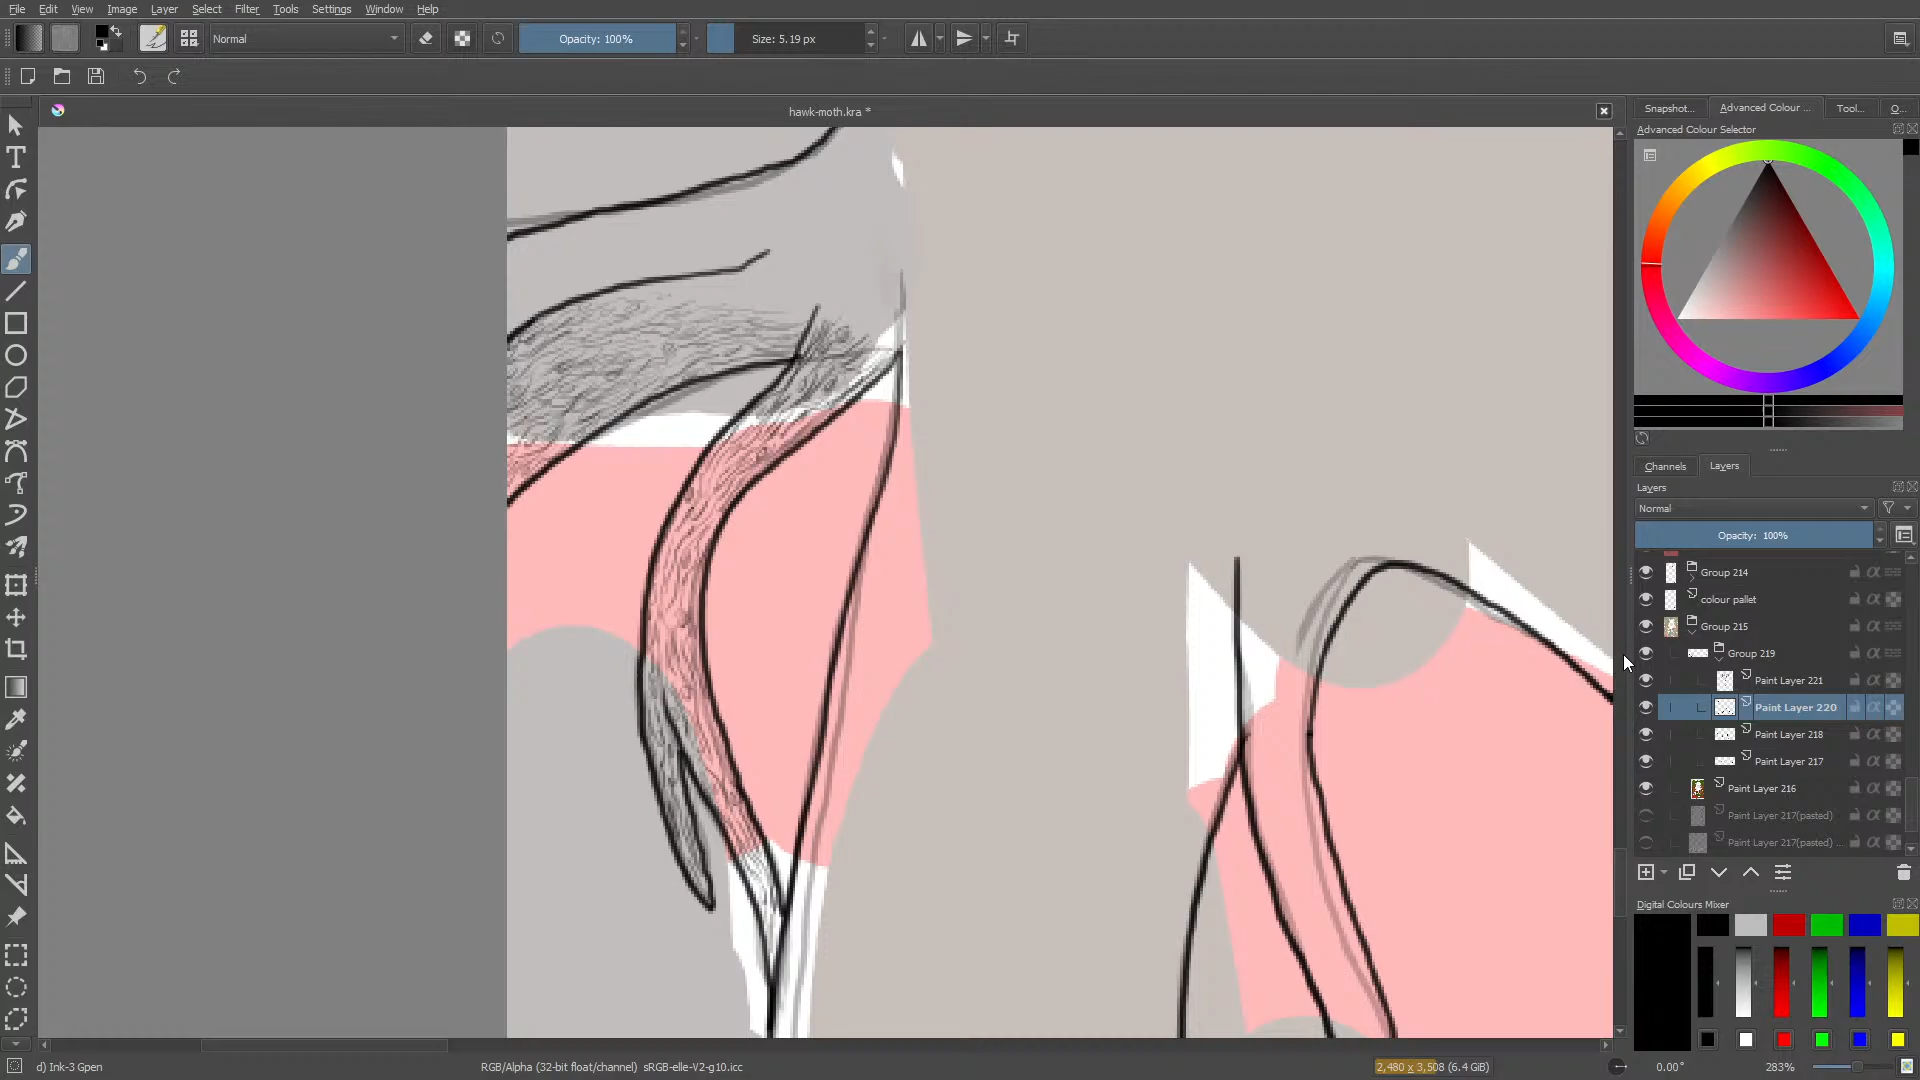 File Edit View Image Layer Select Filter Tools Settings Window Help
Normal Opacity: 100% Size: 5.19 px
hawk-moth.kra *
Snapshot... Advanced Colour ... Tool... O...
Advanced Colour Selector
Channels Layers
Layers
Normal
Opacity: 100%
Group 214
colour pallet
Group 215
Group 219
Paint Layer 221
Paint Layer 220
Paint Layer 218
Paint Layer 217
Paint Layer 216
Paint Layer 217(pasted)
Paint Layer 217(pasted) ...
Digital Colours Mixer
d) Ink-3 Gpen
RGB/Alpha (32-bit float/channel) sRGB-elle-V2-g10.icc
2,480 x 3,508 (6.4 GiB)
0.00°
283%